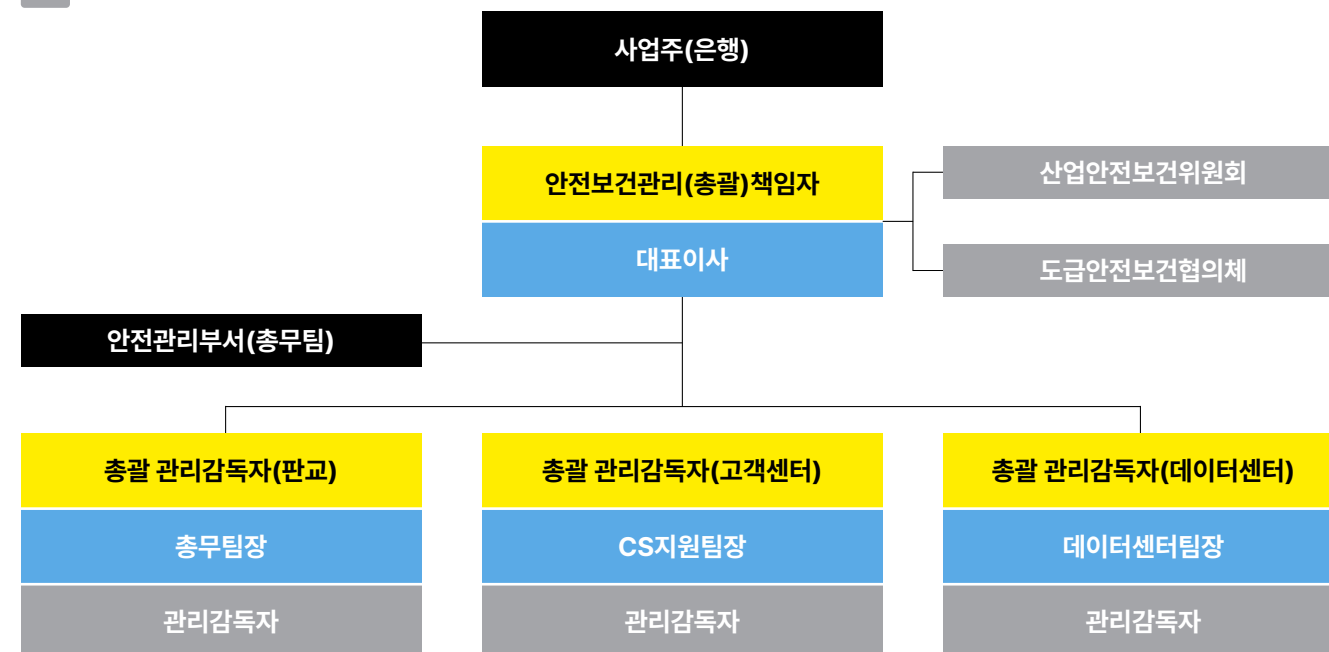 사업주(은행)
안전보건관리(총괄)책임자
대표이사
산업안전보건위원회
도급안전보건협의체
안전관리부서(총무팀)
총괄 관리감독자(판교)
총무팀장
관리감독자
총괄 관리감독자(고객센터)
CS지원팀장
관리감독자
총괄 관리감독자(데이터센터)
데이터센터팀장
관리감독자